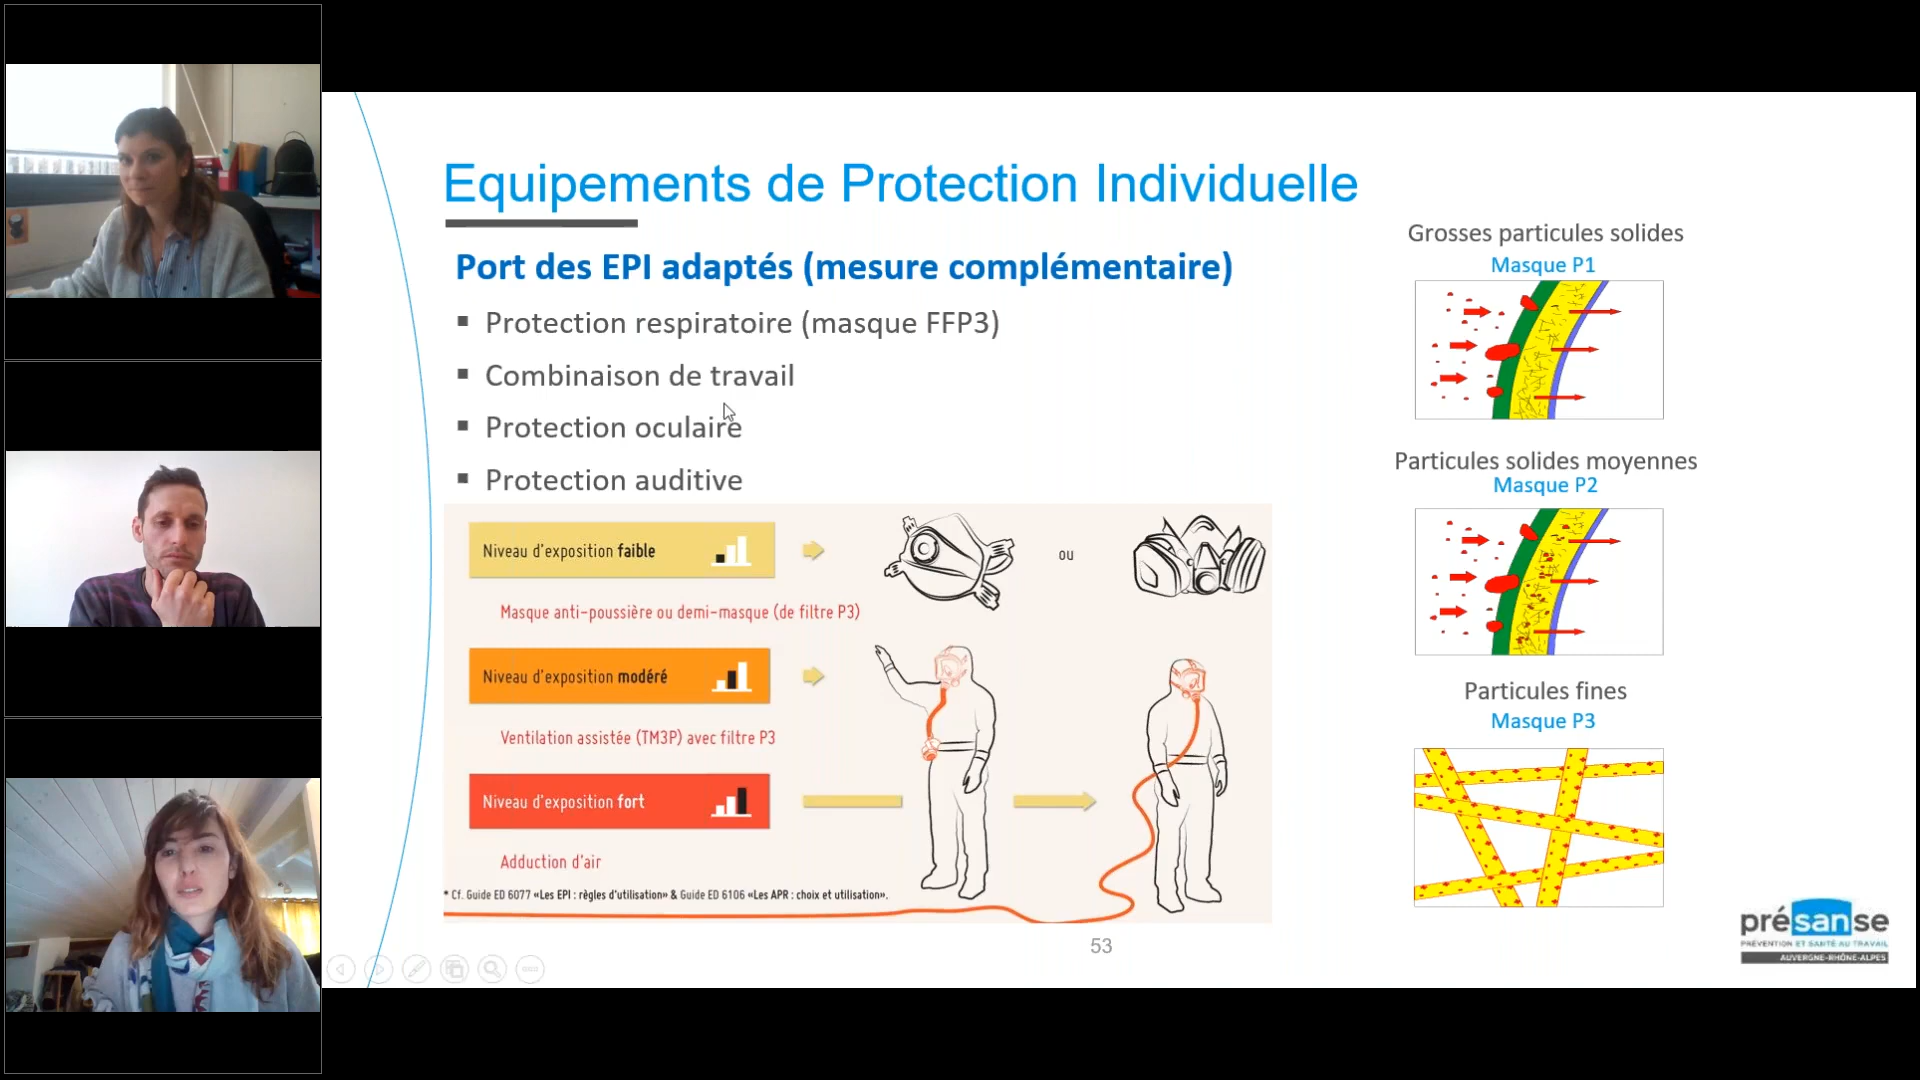 Equipements de Protection Individuelle
Port des EPI adaptés (mesure complémentaire)
▪ Protection respiratoire (masque FFP3)
▪ Combinaison de travail
▪ Protection oculaire
▪ Protection auditive
Niveau d'exposition faible
ou
Masque anti-poussière ou demi-masque (de filtre P3)
Niveau d'exposition modéré
Ventilation assistée (TM3P) avec filtre P3
Niveau d'exposition fort
Adduction d'air
* Cf. Guide ED 6077 «Les EPI : règles d'utilisation» & Guide ED 6106 «Les APR : choix et utilisation».
Grosses particules solides
Masque P1
Particules solides moyennes
Masque P2
Particules fines
Masque P3
53
présanse
PRÉVENTION ET SANTÉ AU TRAVAIL
AUVERGNE-RHÔNE-ALPES